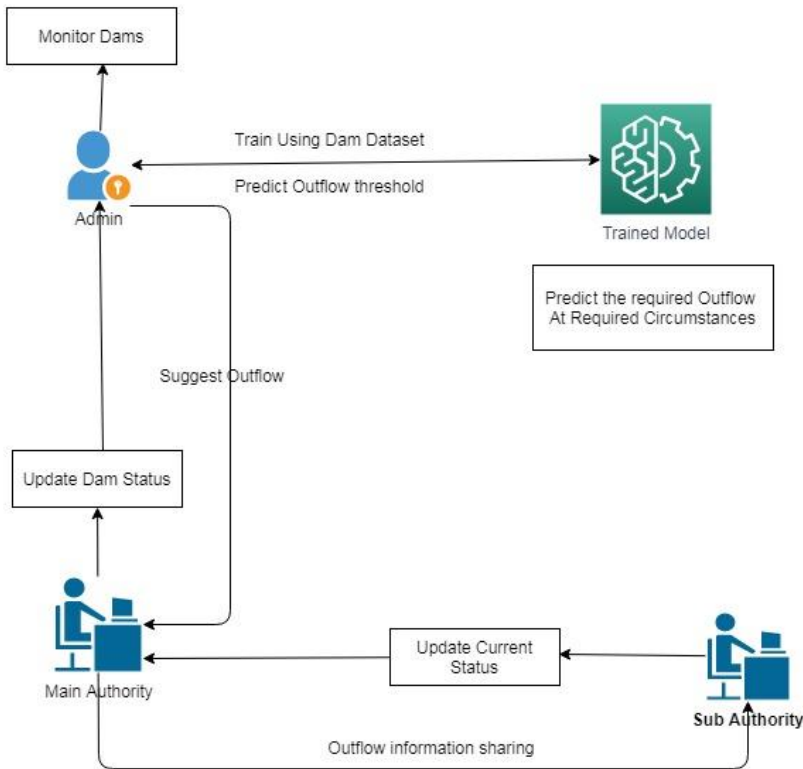 Monitor Dams
Train Using Dam Dataset
Predict Outflow threshold
Admin
Trained Model
Predict the required Outflow
At Required Circumstances
Suggest Outflow
Update Dam Status
Update Current
Status
Main Authority
Sub Authority
Outflow information sharing